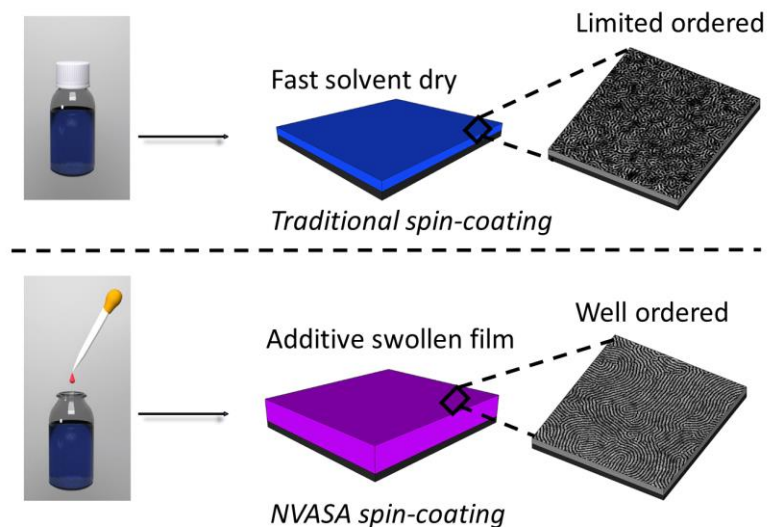 Limited ordered
Fast solvent dry
Traditional spin-coating
Well ordered
Additive swollen film
NVASA spin-coating